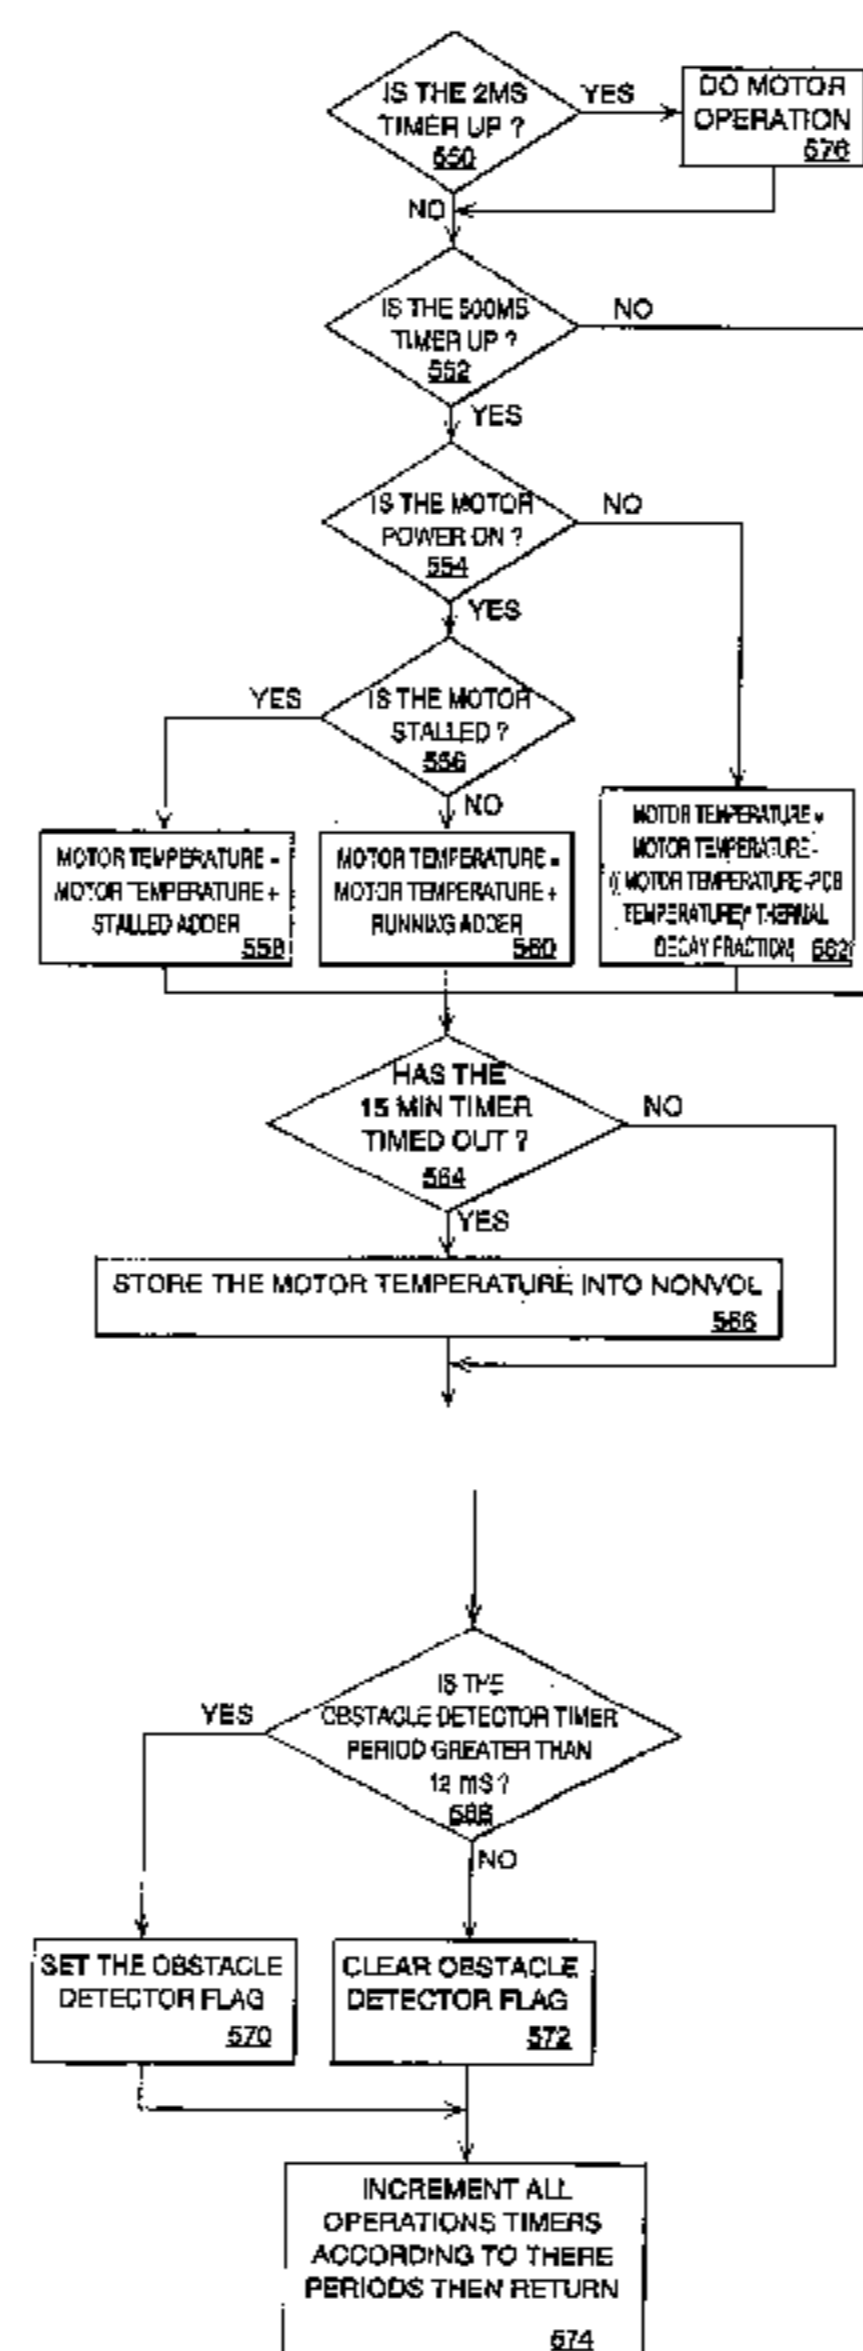 IS THE 2MS
TIMER UP ?
550
YES
DO MOTOR
OPERATION
576
NO
IS THE 500MS
TIMER UP ?
552
NO
YES
IS THE MOTOR
POWER ON ?
554
NO
YES
IS THE MOTOR
STALLED ?
556
YES
NO
MOTOR TEMPERATURE =
MOTOR TEMPERATURE +
STALLED ADDER
558
MOTOR TEMPERATURE =
MOTOR TEMPERATURE +
RUNNING ADDER
560
MOTOR TEMPERATURE =
MOTOR TEMPERATURE -
(( MOTOR TEMPERATURE -PCB
TEMPERATURE)* THERMAL
DECAY FRACTION)
562
HAS THE
15 MIN TIMER
TIMED OUT ?
564
NO
YES
STORE THE MOTOR TEMPERATURE INTO NONVOL
566
IS THE
OBSTACLE DETECTOR TIMER
PERIOD GREATER THAN
12 mS ?
568
YES
NO
SET THE OBSTACLE
DETECTOR FLAG
570
CLEAR OBSTACLE
DETECTOR FLAG
572
INCREMENT ALL
OPERATIONS TIMERS
ACCORDING TO THERE
PERIODS THEN RETURN
574